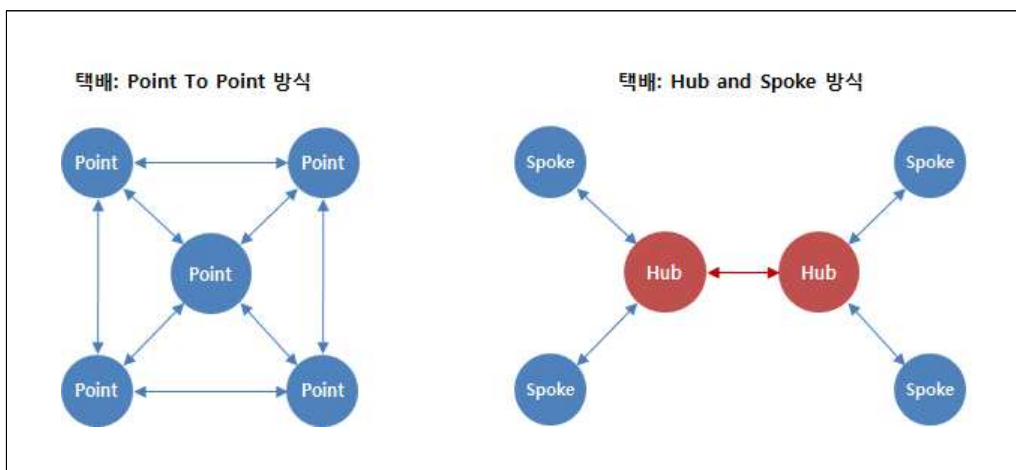 택배: Point To Point 방식
택배: Hub and Spoke 방식
Point
Point
Point
Point
Point
Spoke
Spoke
Hub
Hub
Spoke
Spoke